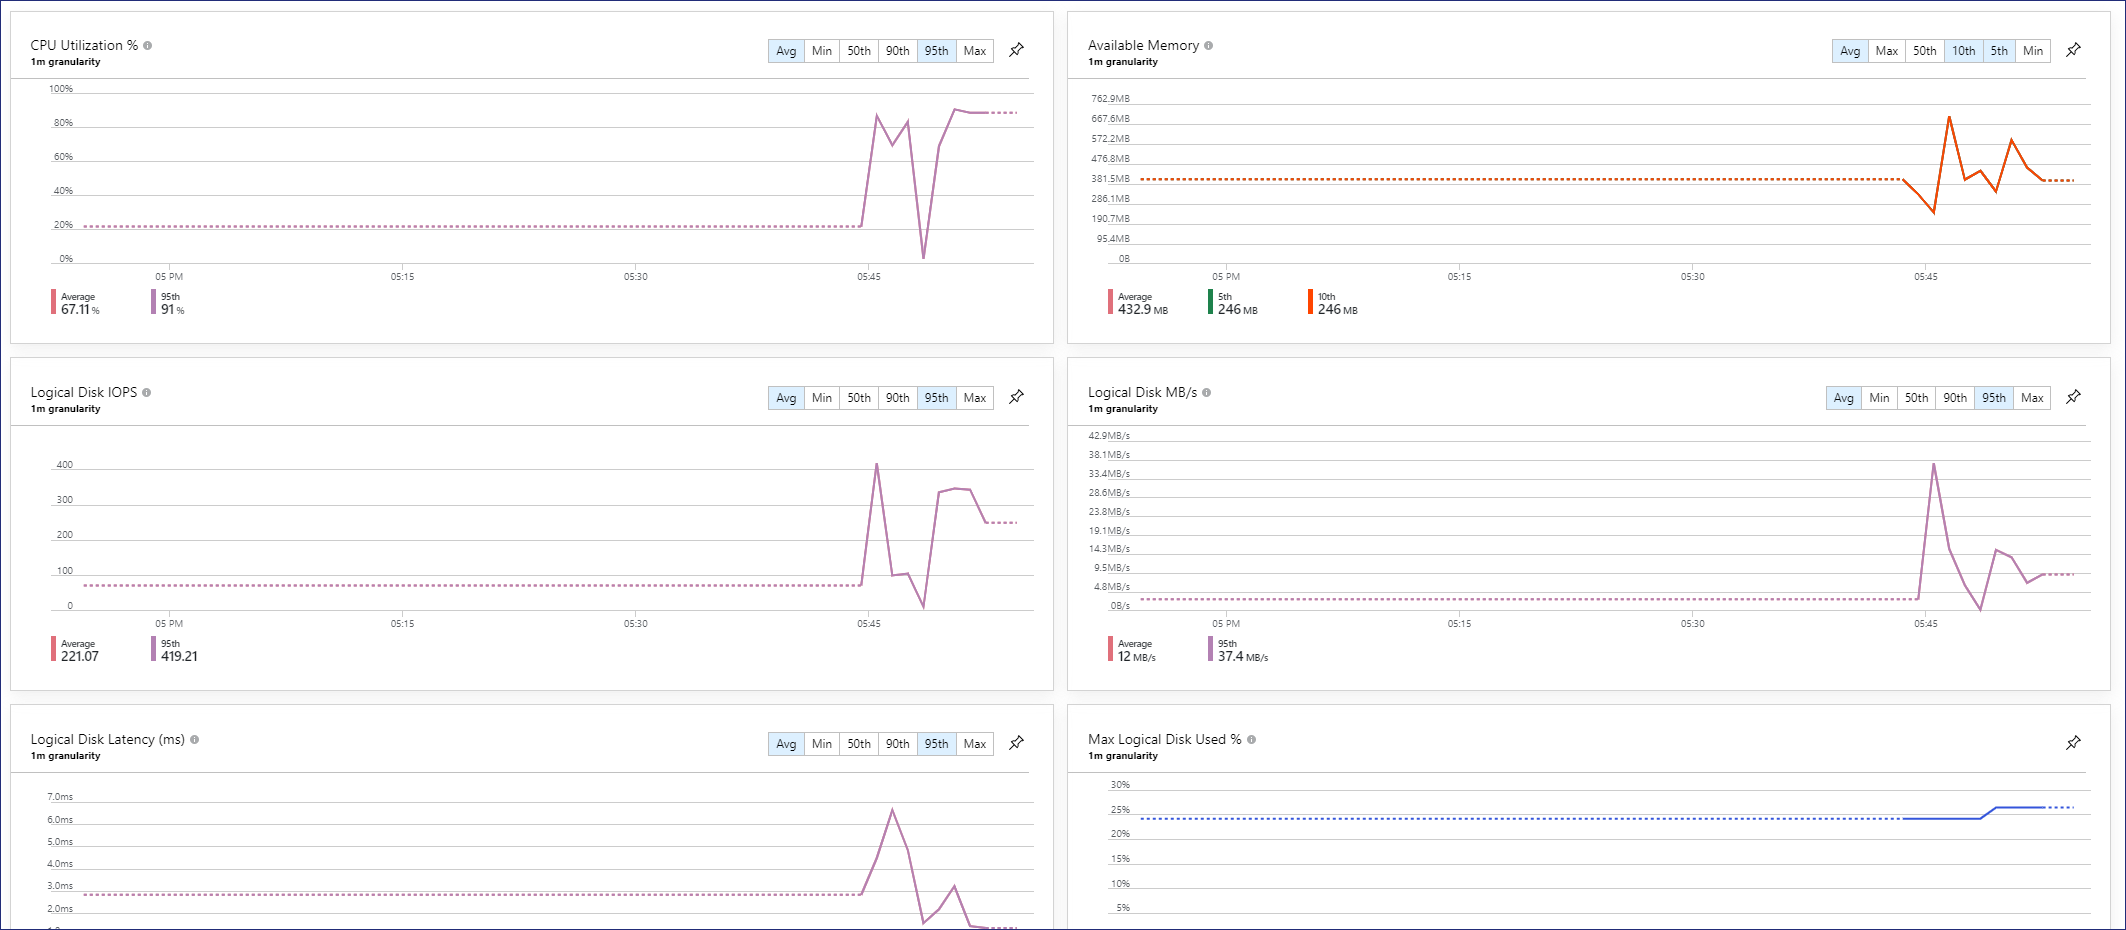 CPU Utilization %
1m granularity
Avg Min 50th 90th 95th Max
100%
80%
60%
40%
20%
0%
05 PM 05:15 05:30 05:45
Average
67.11 %
95th
91 %
Available Memory
1m granularity
Avg Max 50th 10th 5th Min
762.9MB
667.6MB
572.2MB
476.8MB
381.5MB
286.1MB
190.7MB
95.4MB
0B
05 PM 05:15 05:30 05:45
Average
432.9 MB
5th
246 MB
10th
246 MB
Logical Disk IOPS
1m granularity
Avg Min 50th 90th 95th Max
400
300
200
100
0
05 PM 05:15 05:30 05:45
Average
221.07
95th
419.21
Logical Disk MB/s
1m granularity
Avg Min 50th 90th 95th Max
42.9MB/s
38.1MB/s
33.4MB/s
28.6MB/s
23.8MB/s
19.1MB/s
14.3MB/s
9.5MB/s
4.8MB/s
0B/s
05 PM 05:15 05:30 05:45
Average
12 MB/s
95th
37.4 MB/s
Logical Disk Latency (ms)
1m granularity
Avg Min 50th 90th 95th Max
7.0ms
6.0ms
5.0ms
4.0ms
3.0ms
2.0ms
Max Logical Disk Used %
1m granularity
30%
25%
20%
15%
10%
5%